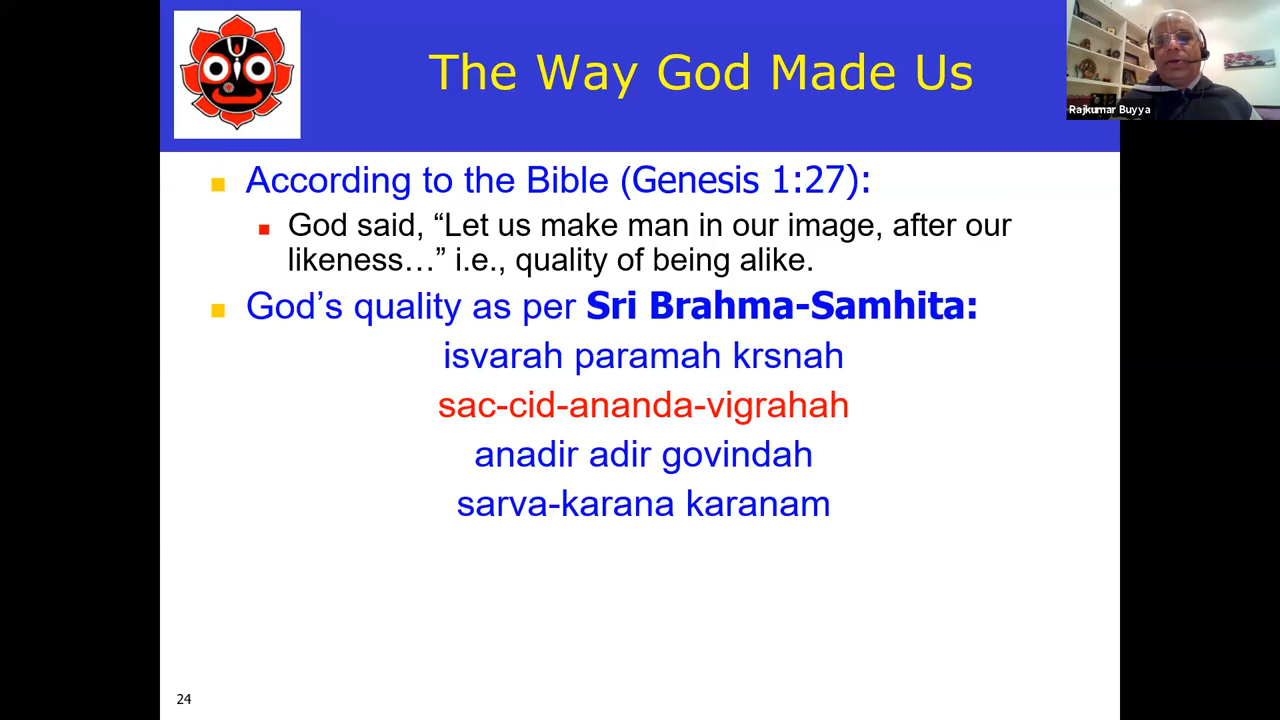 The Way God Made Us
Rajkumar Buyya
According to the Bible (Genesis 1:27):
God said, “Let us make man in our image, after our
likeness…” i.e., quality of being alike.
God’s quality as per Sri Brahma-Samhita:
isvarah paramah krsnah
sac-cid-ananda-vigrahah
anadir adir govindah
sarva-karana karanam
24